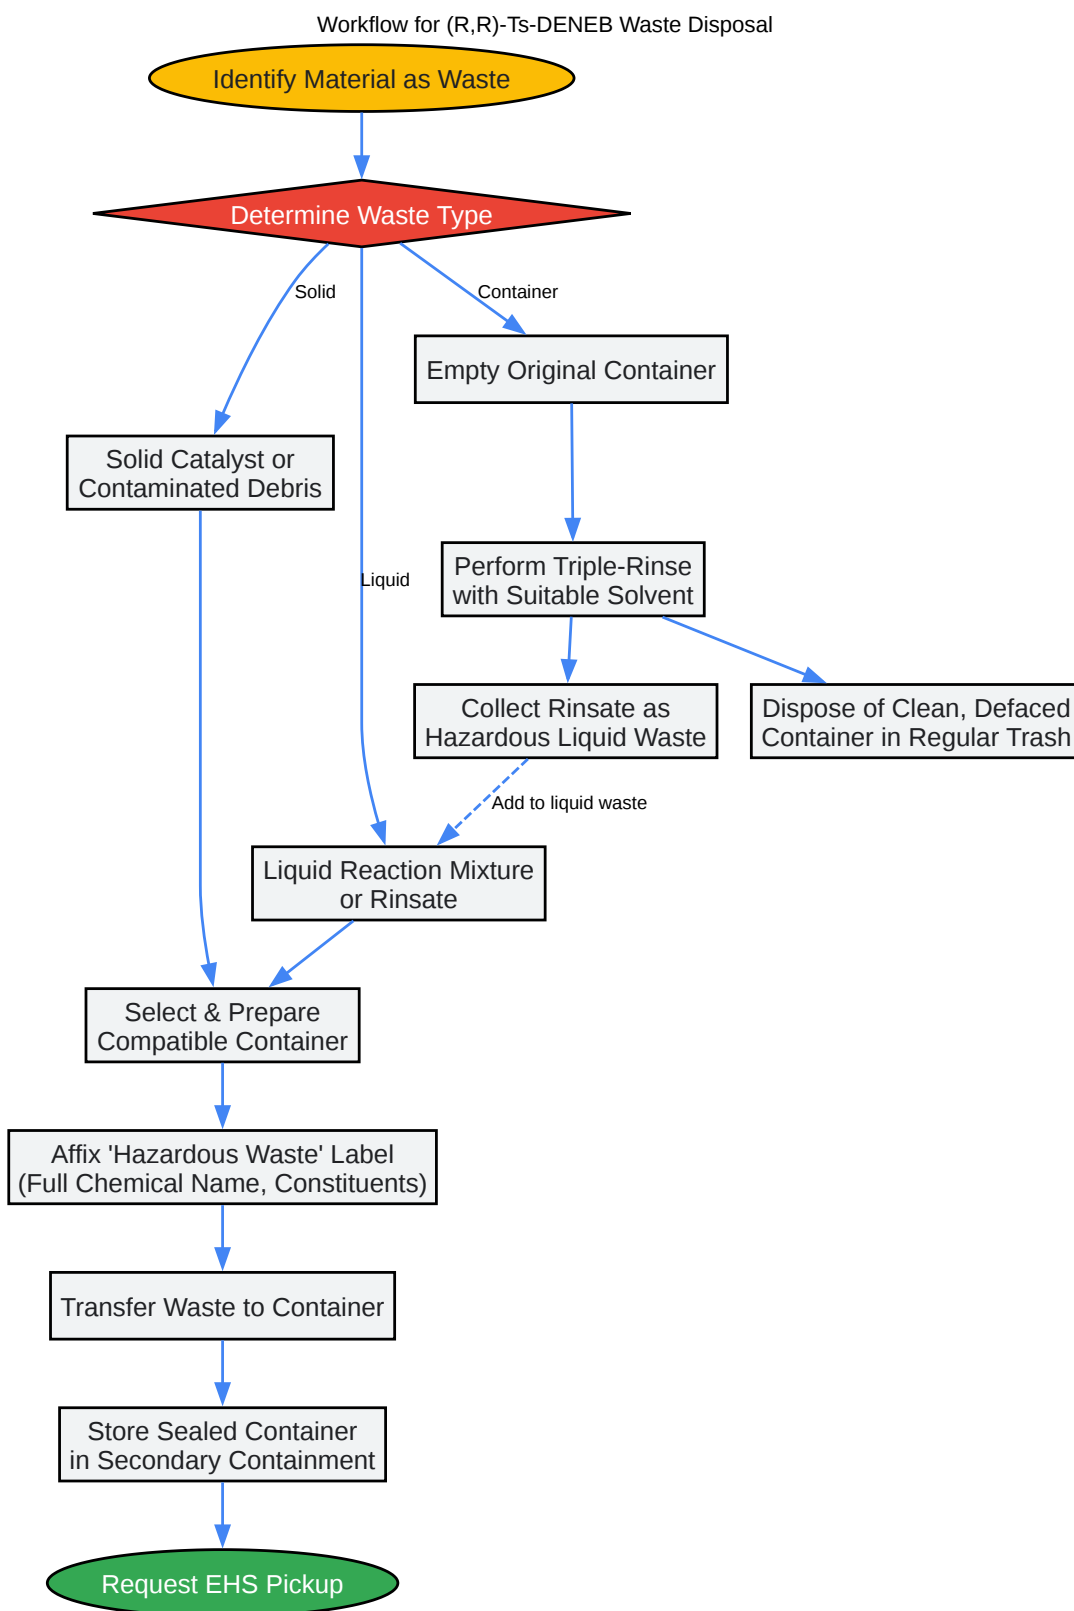 Workflow for (R,R)-Ts-DENEB Waste Disposal
Identify Material as Waste
Determine Waste Type
Solid
Container
Empty Original Container
Solid Catalyst or
Contaminated Debris
Perform Triple-Rinse
with Suitable Solvent
Liquid
Collect Rinsate as
Hazardous Liquid Waste
Dispose of Clean, Defaced
Container in Regular Trash
Add to liquid waste
Liquid Reaction Mixture
or Rinsate
Select & Prepare
Compatible Container
Affix 'Hazardous Waste' Label
(Full Chemical Name, Constituents)
Transfer Waste to Container
Store Sealed Container
in Secondary Containment
Request EHS Pickup